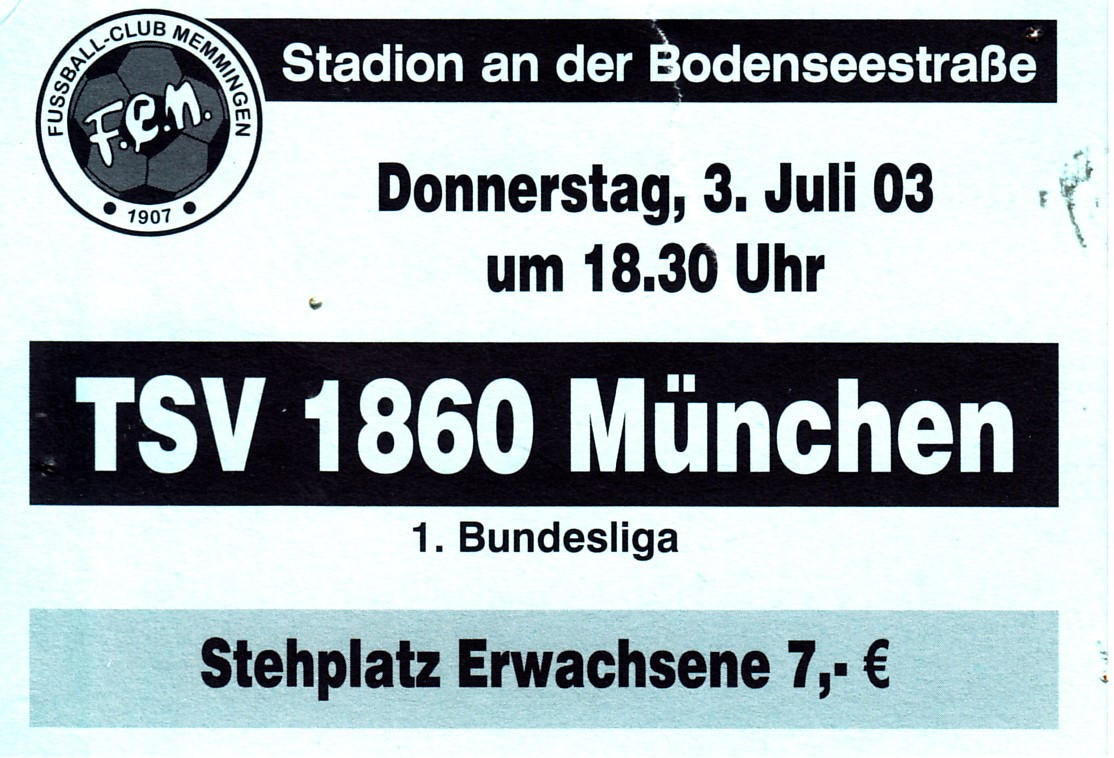 FUSSBALL-CLUB MEMMINGEN
F.C.M.
1907
Stadion an der Bodenseestraße
Donnerstag, 3. Juli 03
um 18.30 Uhr
TSV 1860 München
1. Bundesliga
Stehplatz Erwachsene 7,- €